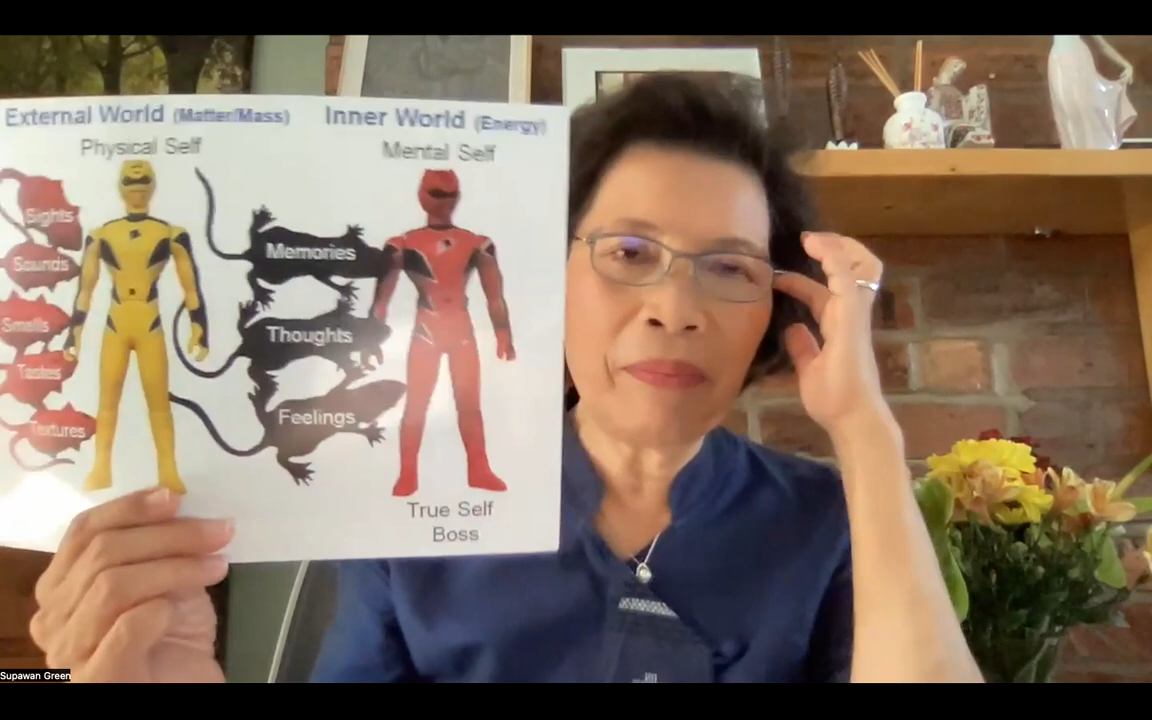 External World (Matter/Mass)
Physical Self
Sights
Sounds
Smells
Tastes
Textures
Inner World (Energy)
Mental Self
Memories
Thoughts
Feelings
True Self
Boss
Supawan Green